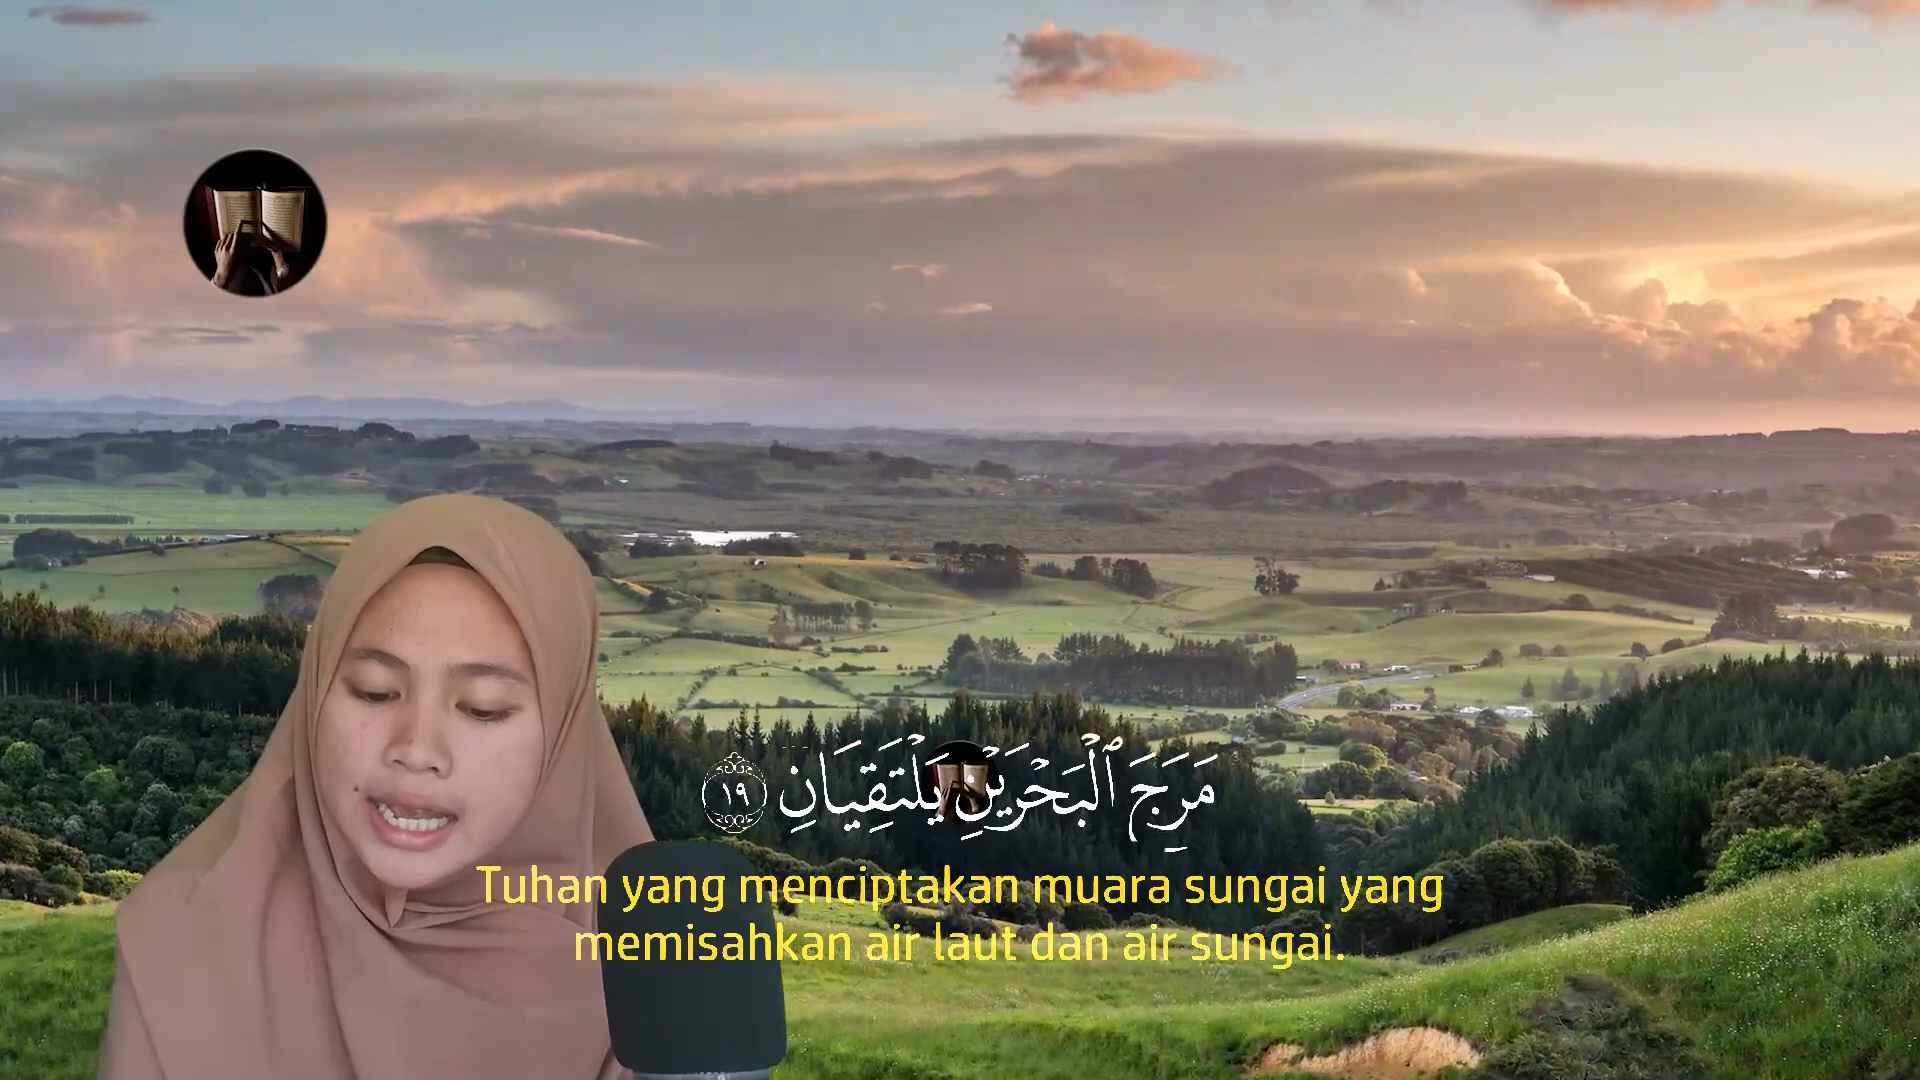 مَرَجَ ٱلْبَحْرَيْنِ يَلْتَقِيَانِ ١٩
Tuhan yang menciptakan muara sungai yang
memisahkan air laut dan air sungai.